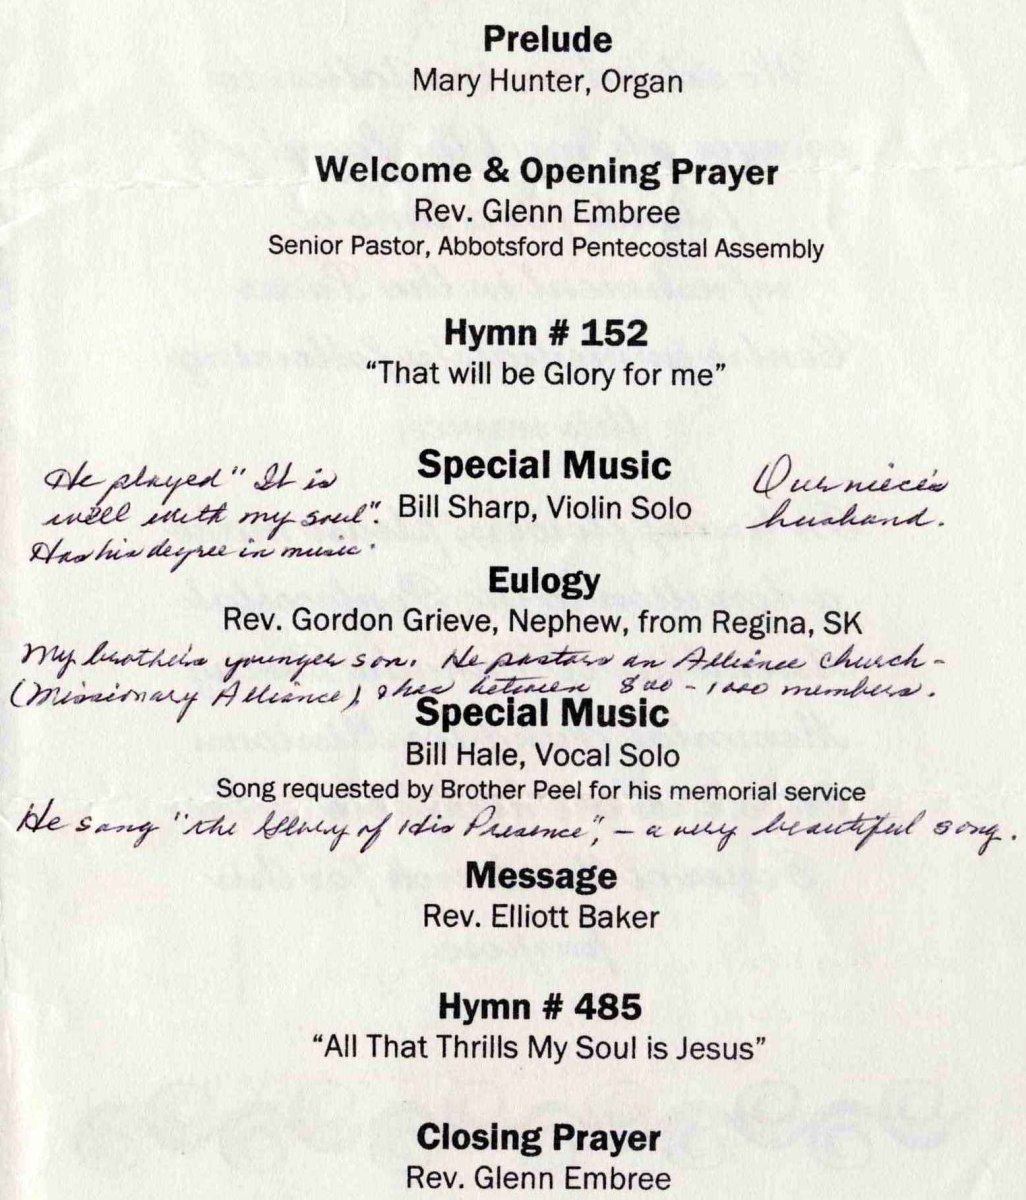 Prelude
Mary Hunter, Organ
Welcome & Opening Prayer
Rev. Glenn Embree
Senior Pastor, Abbotsford Pentecostal Assembly
Hymn # 152
“That will be Glory for me”
Special Music
Bill Sharp, Violin Solo
He played "It is
well with my soul".
Has his degree in music.
Our niece's
husband.
Eulogy
Rev. Gordon Grieve, Nephew, from Regina, SK
My brother's younger son. He pastors an Alliance church -
(Missionary Alliance), & has between 800 - 1000 members.
Special Music
Bill Hale, Vocal Solo
Song requested by Brother Peel for his memorial service
He sang "The Glory of His Presence", - a very beautiful song.
Message
Rev. Elliott Baker
Hymn # 485
“All That Thrills My Soul is Jesus”
Closing Prayer
Rev. Glenn Embree